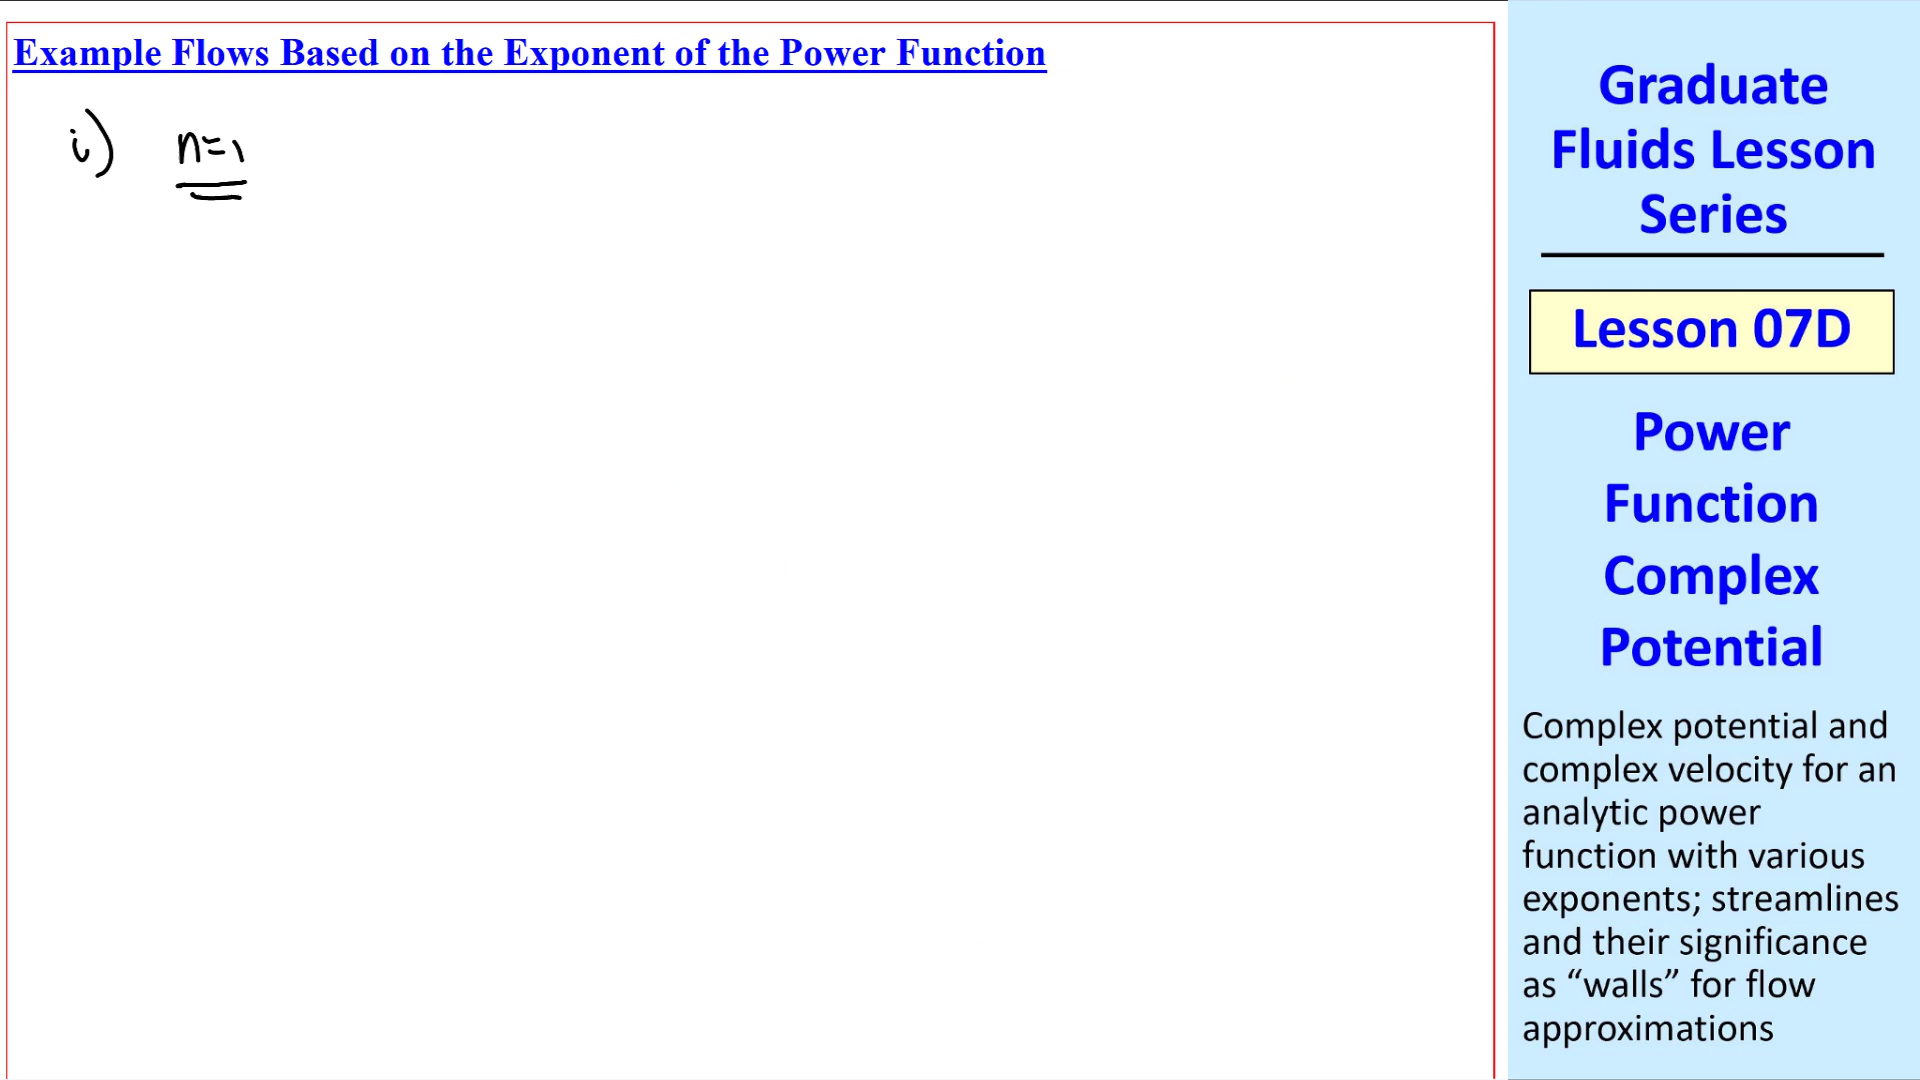 Example Flows Based on the Exponent of the Power Function
i) n=1
Graduate
Fluids Lesson
Series
Lesson 07D
Power
Function
Complex
Potential
Complex potential and
complex velocity for an
analytic power
function with various
exponents; streamlines
and their significance
as “walls” for flow
approximations